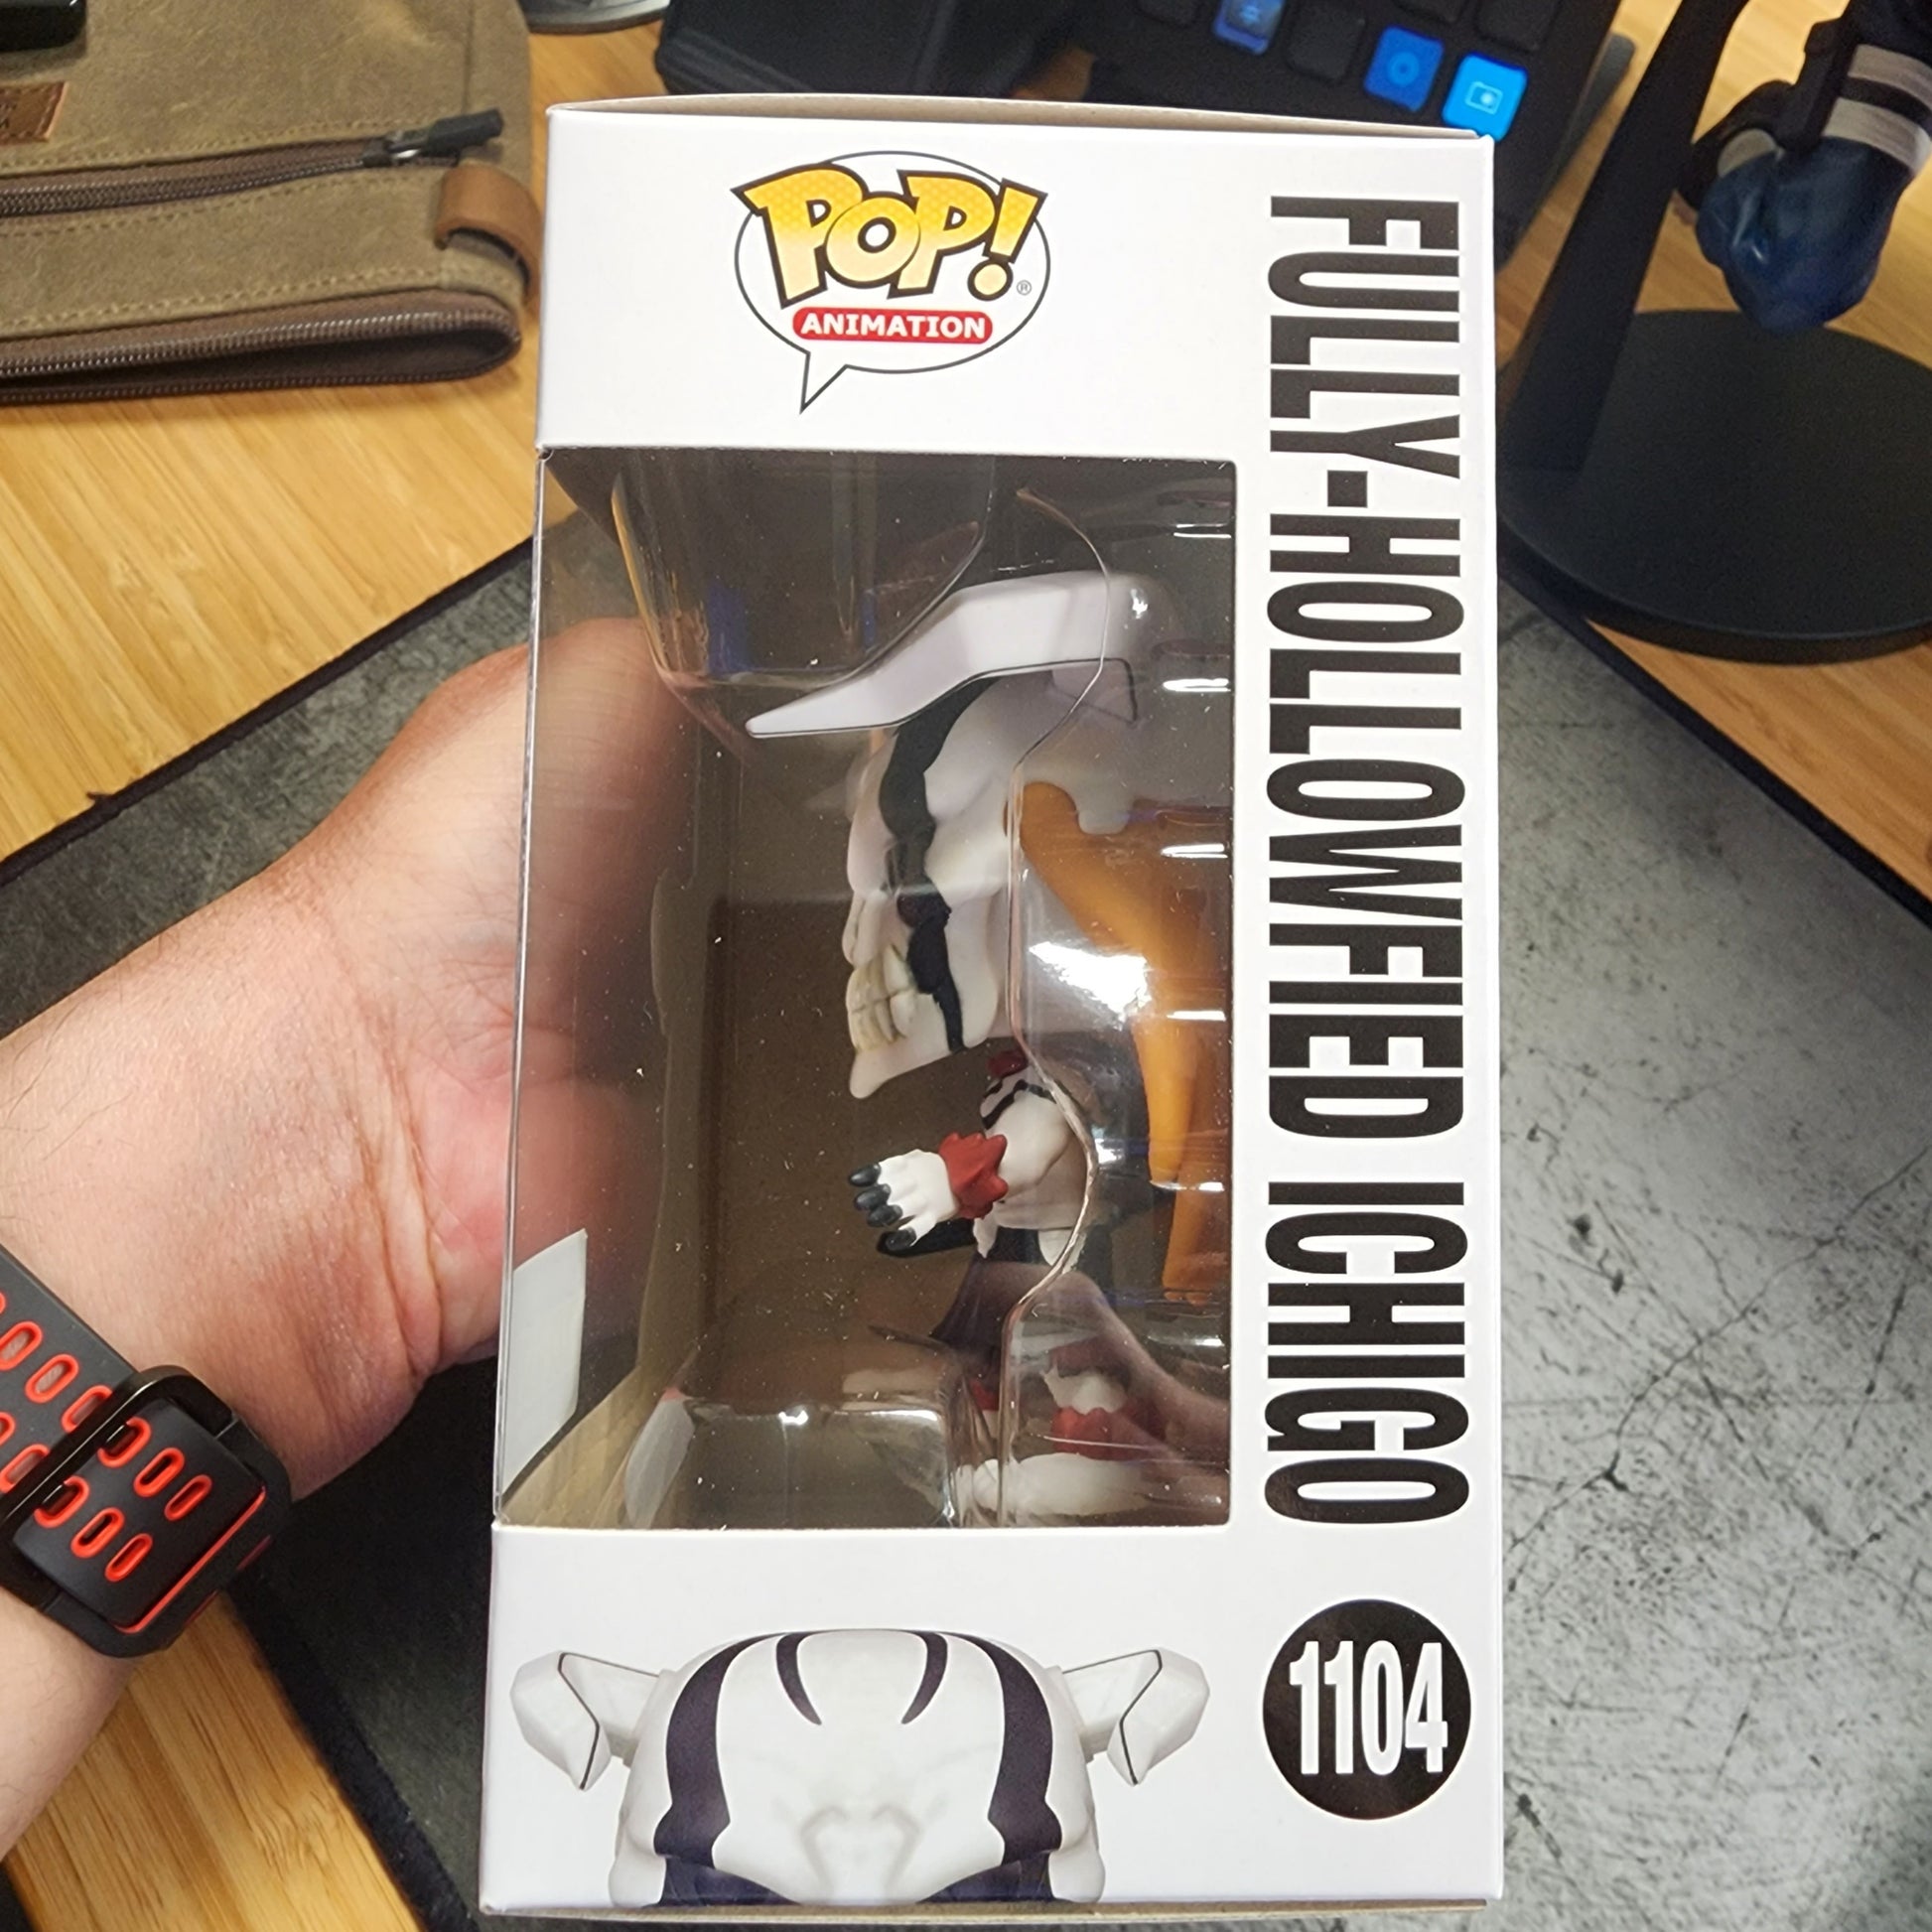 POP!
®
ANIMATION
FULLY-HOLLOWFIED ICHIGO
1104